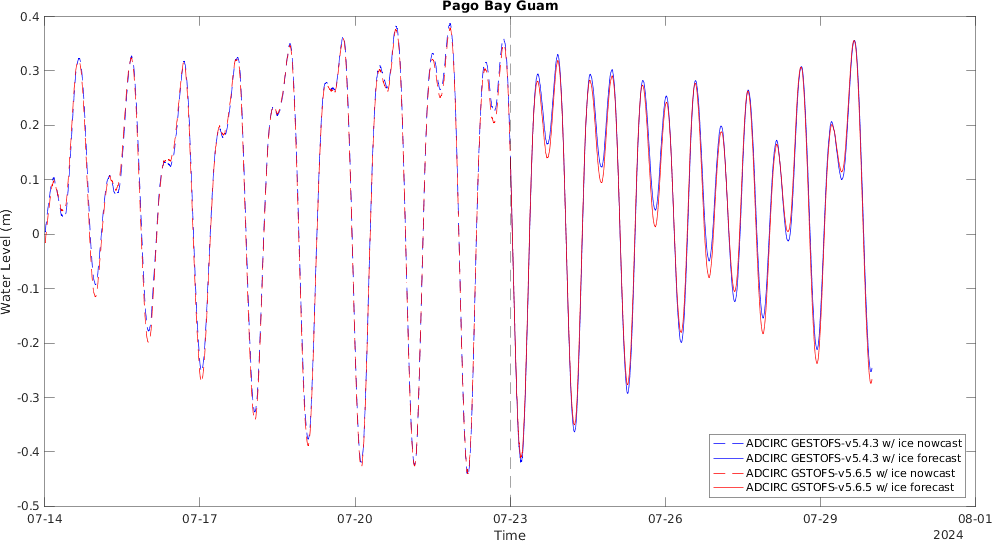 Pago Bay Guam
0.4
0.3
0.2
0.1
0
-0.1
-0.2
-0.3
-0.4
-0.5
Water Level (m)
07-14
07-17
07-20
07-23
07-26
07-29
08-01
Time
2024
ADCIRC GESTOFS-v5.4.3 w/ ice nowcast
ADCIRC GESTOFS-v5.4.3 w/ ice forecast
ADCIRC GSTOFS-v5.6.5 w/ ice nowcast
ADCIRC GSTOFS-v5.6.5 w/ ice forecast